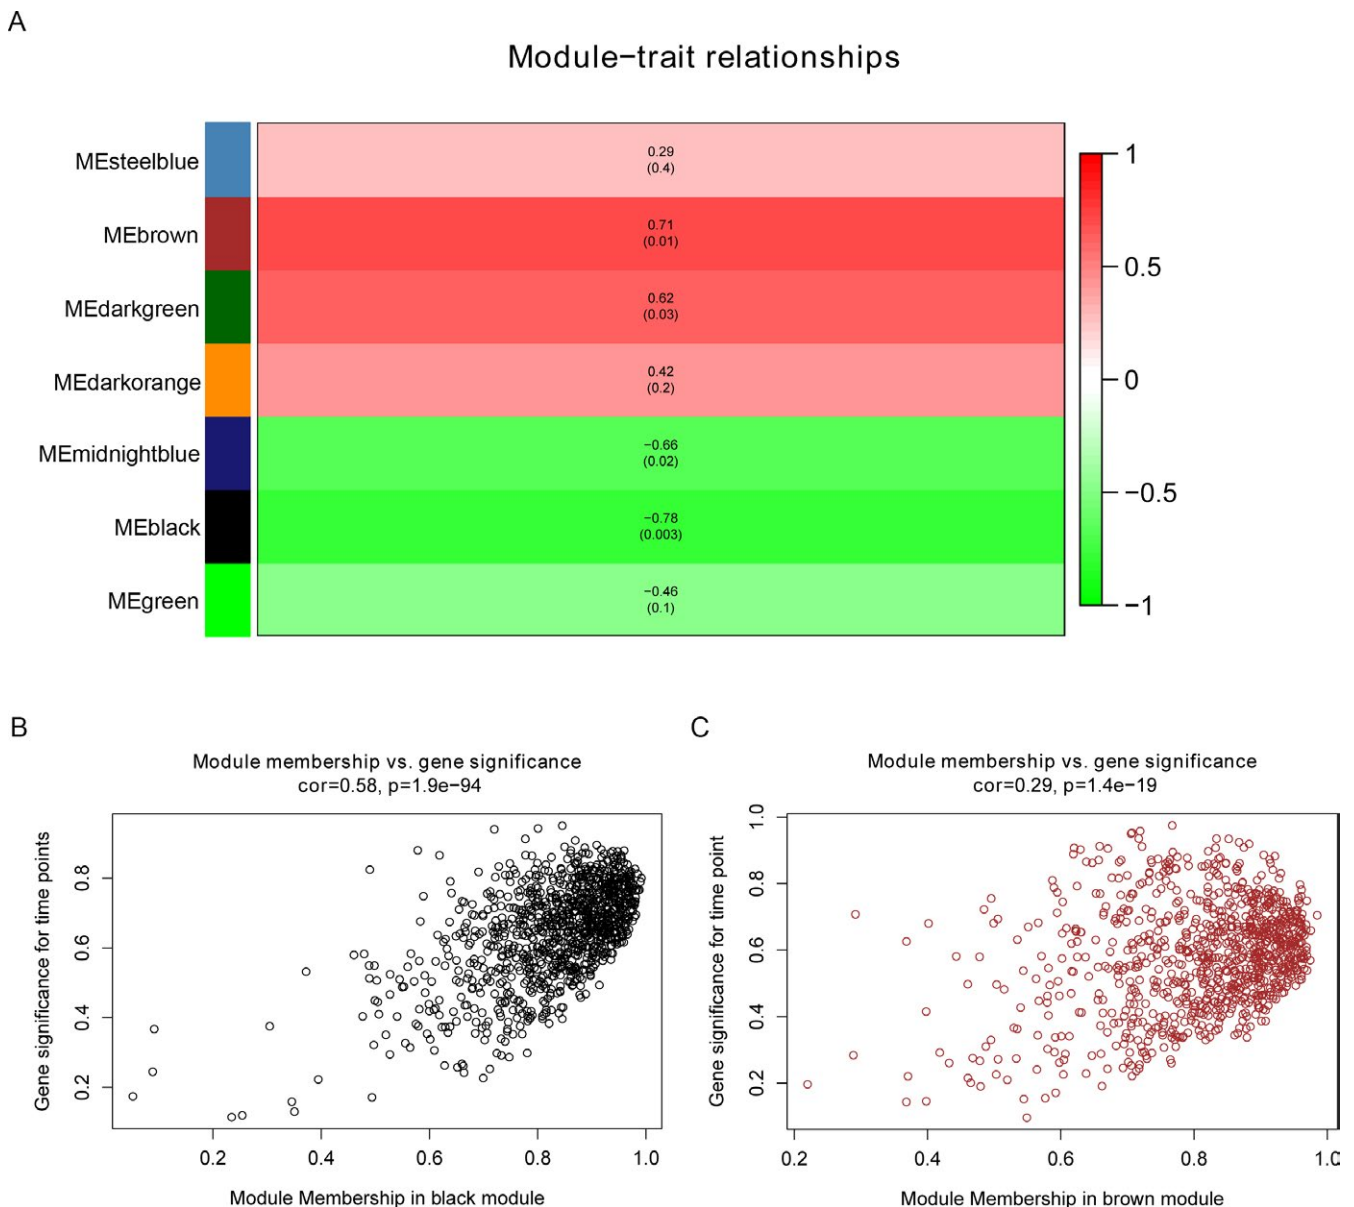 A
Module−trait relationships
MEsteelblue
0.29
(0.4)
MEbrown
0.71
(0.01)
MEdarkgreen
0.62
(0.03)
MEdarkorange
0.42
(0.2)
MEmidnightblue
−0.66
(0.02)
MEblack
−0.78
(0.003)
MEgreen
−0.46
(0.1)
1
0.5
0
−0.5
−1
B
Module membership vs. gene significance
cor=0.58, p=1.9e−94
Gene significance for time points
0.8
0.6
0.4
0.2
0.2 0.4 0.6 0.8 1.0
Module Membership in black module
C
Module membership vs. gene significance
cor=0.29, p=1.4e−19
Gene significance for time point
1.0
0.8
0.6
0.4
0.2
0.2 0.4 0.6 0.8 1.0
Module Membership in brown module